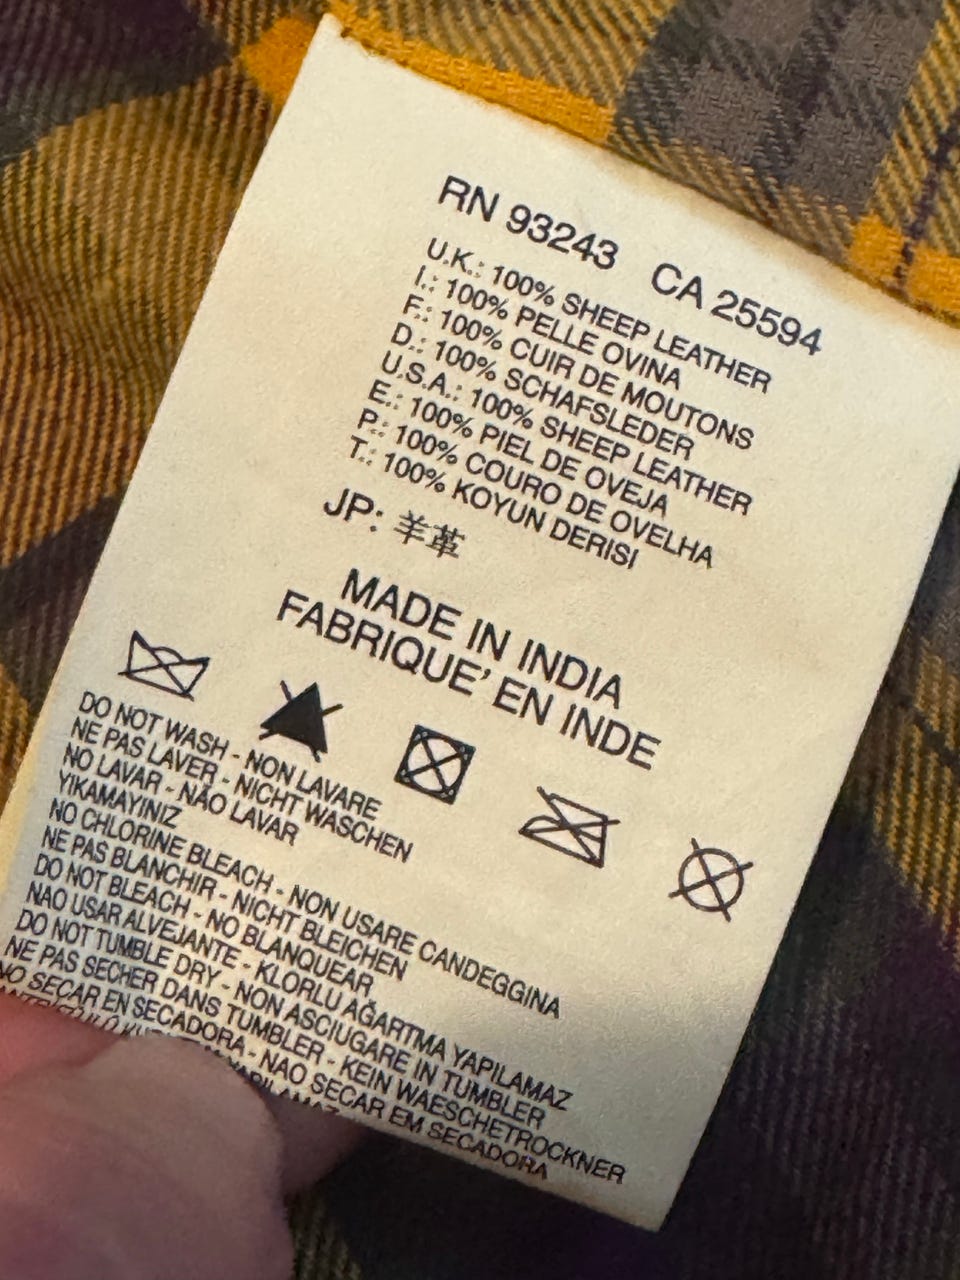 RN 93243   CA 25594
U.K.: 100% SHEEP LEATHER
I.: 100% PELLE OVINA
F.: 100% CUIR DE MOUTONS
D.: 100% SCHAFSLEDER
U.S.A.: 100% SHEEP LEATHER
E.: 100% PIEL DE OVEJA
P.: 100% COURO DE OVELHA
T.: 100% KOYUN DERISI
JP: 羊革
MADE IN INDIA
FABRIQUE’ EN INDE
DO NOT WASH - NON LAVARE
NE PAS LAVER - NICHT WASCHEN
NO LAVAR - NÃO LAVAR
YIKAMAYINIZ
NO CHLORINE BLEACH - NON USARE CANDEGGINA
NE PAS BLANCHIR - NICHT BLEICHEN
DO NOT BLEACH - NO BLANQUEAR
NAO USAR ALVEJANTE - KLORLU AĞARTMA YAPILAMAZ
DO NOT TUMBLE DRY - NON ASCIUGARE IN TUMBLER
NE PAS SECHER DANS TUMBLER - KEIN WAESCHETROCKNER
NO SECAR EN SECADORA - NAO SECAR EM SECADORA
YAPILAMAZ